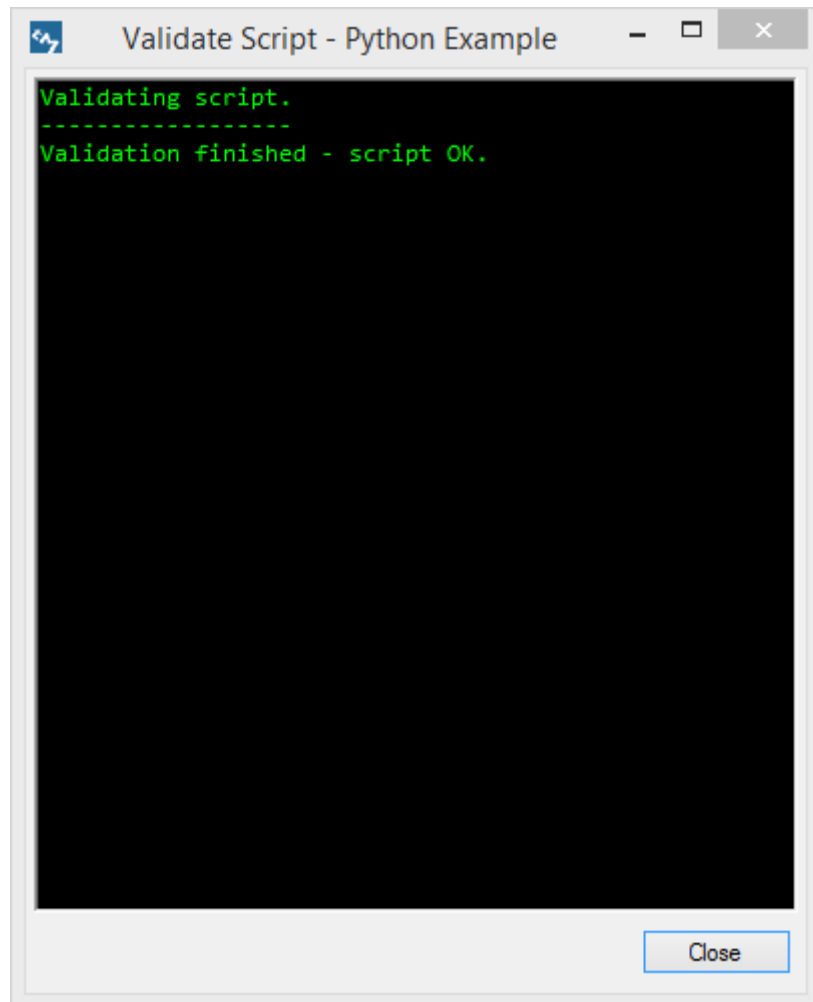 Validate Script - Python Example
Validating script.
------------------
Validation finished - script OK.
Close